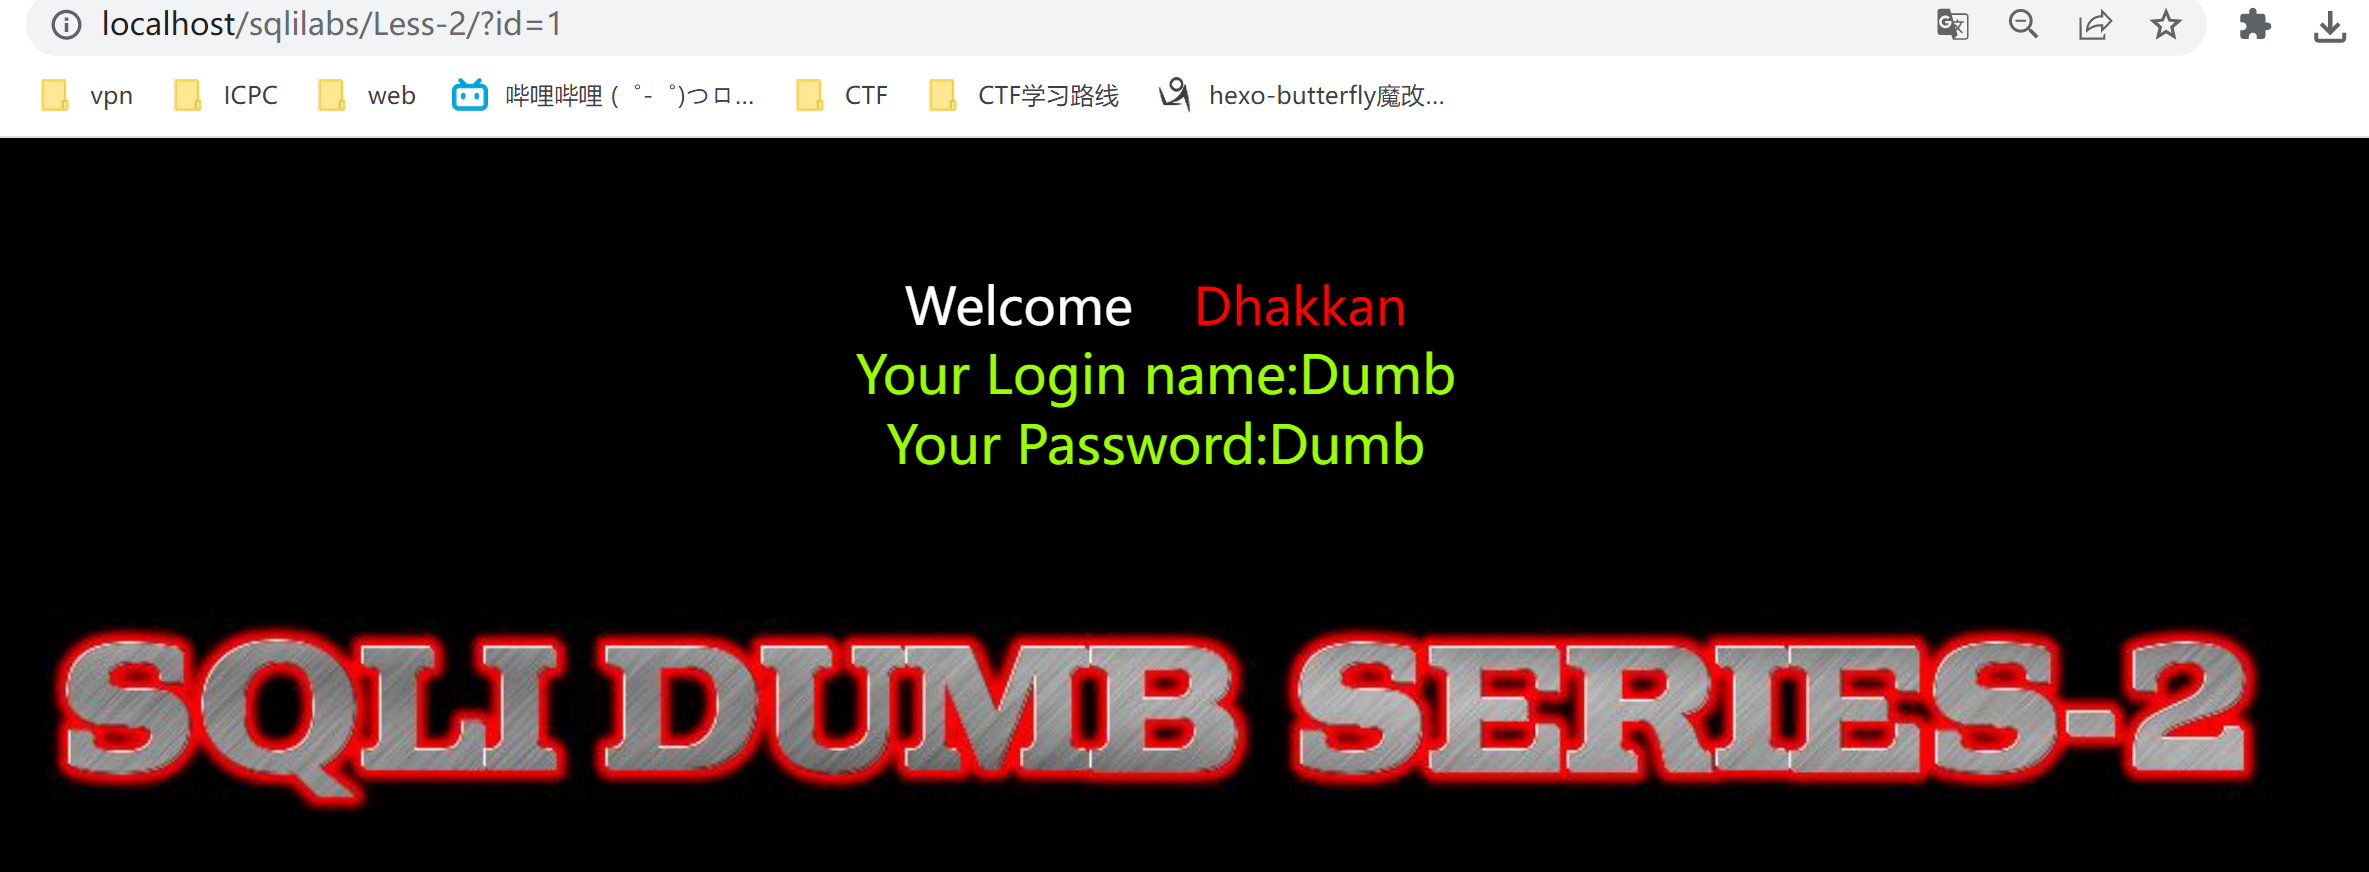 localhost/sqlilabs/Less-2/?id=1
vpn ICPC web 哔哩哔哩 ( ゜- ゜)つロ... CTF CTF学习路线 hexo-butterfly魔改...
Welcome Dhakkan
Your Login name:Dumb
Your Password:Dumb
SQLI DUMB SERIES-2